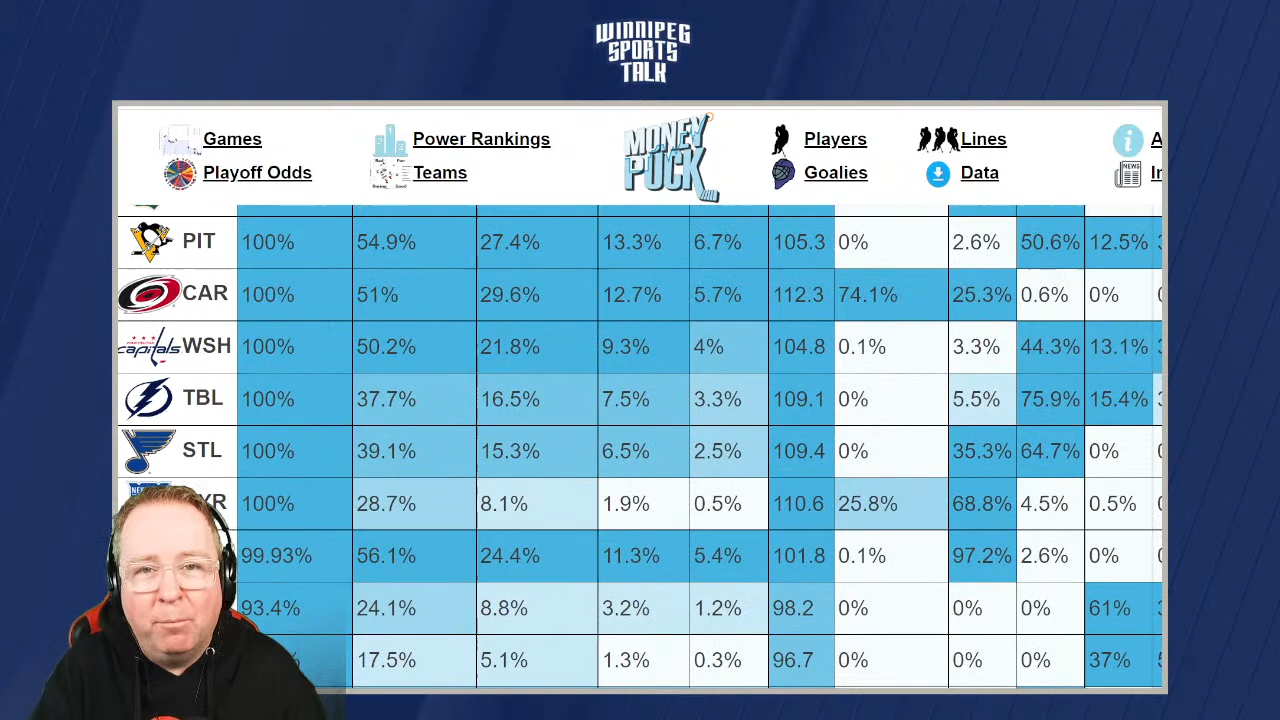 WINNIPEG
SPORTS
TALK
Games
Power Rankings
MONEY
PUCK
Players
Lines
Playoff Odds
Teams
Goalies
Data
NEWS
PIT 100% 54.9% 27.4% 13.3% 6.7% 105.3 0% 2.6% 50.6% 12.5%
CAR 100% 51% 29.6% 12.7% 5.7% 112.3 74.1% 25.3% 0.6% 0%
capitals WSH 100% 50.2% 21.8% 9.3% 4% 104.8 0.1% 3.3% 44.3% 13.1%
TBL 100% 37.7% 16.5% 7.5% 3.3% 109.1 0% 5.5% 75.9% 15.4%
STL 100% 39.1% 15.3% 6.5% 2.5% 109.4 0% 35.3% 64.7% 0%
YR 100% 28.7% 8.1% 1.9% 0.5% 110.6 25.8% 68.8% 4.5% 0.5%
99.93% 56.1% 24.4% 11.3% 5.4% 101.8 0.1% 97.2% 2.6% 0%
93.4% 24.1% 8.8% 3.2% 1.2% 98.2 0% 0% 0% 61%
17.5% 5.1% 1.3% 0.3% 96.7 0% 0% 0% 37%